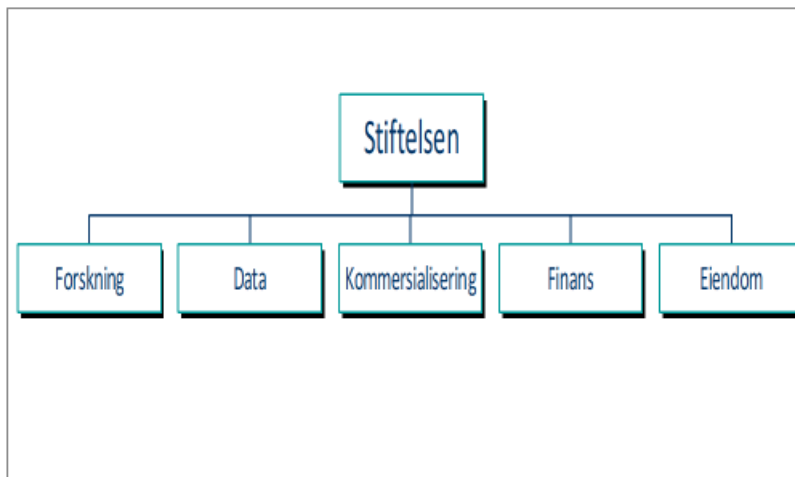 Stiftelsen
Forskning
Data
Kommersialisering
Finans
Eiendom